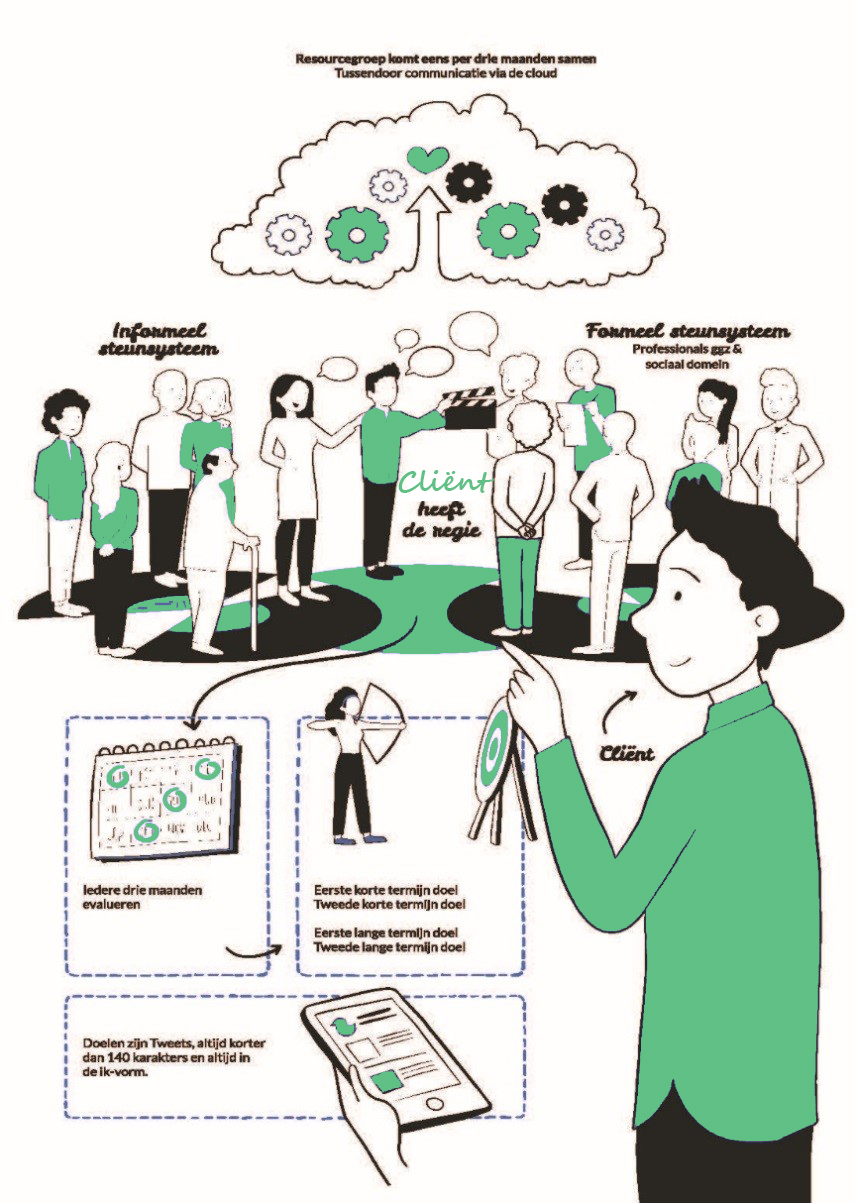 Resourcegroep komt eens per drie maanden samen
Tussendoor communicatie via de cloud
Informeel
steunsysteem
Formeel steunsysteem
Professionals ggz &
sociaal domein
Cliënt
heeft
de regie
Cliënt
Iedere drie maanden
evalueren
Eerste korte termijn doel
Tweede korte termijn doel
Eerste lange termijn doel
Tweede lange termijn doel
Doelen zijn Tweets, altijd korter
dan 140 karakters en altijd in
de ik-vorm.